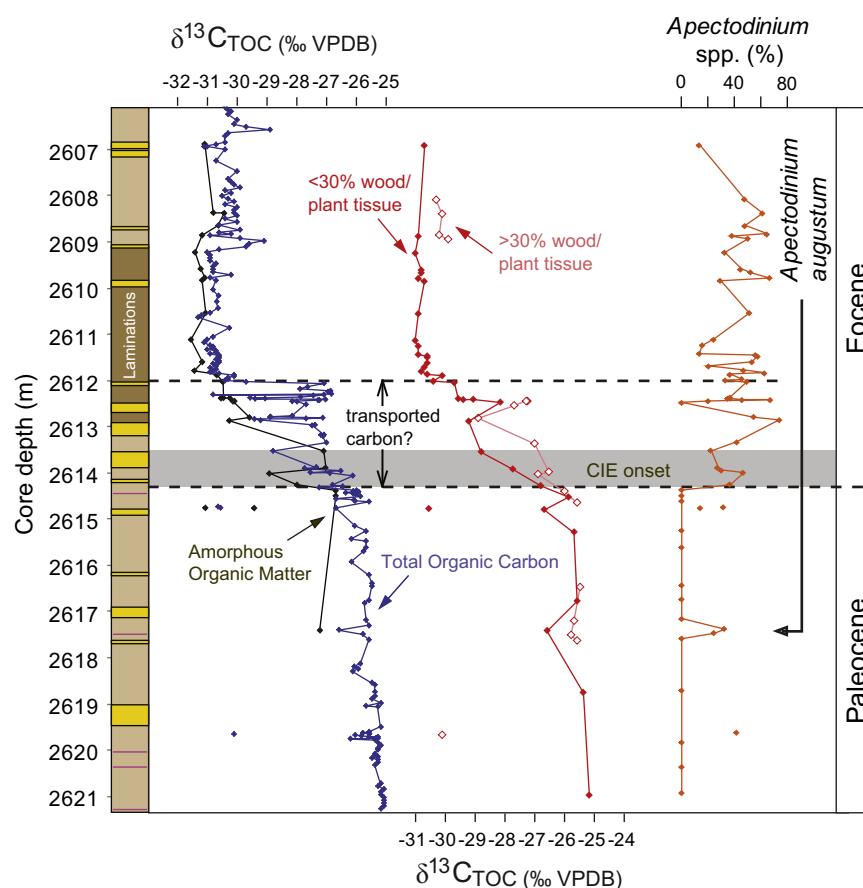 δ13CTOC (‰ VPDB)
-32 -31 -30 -29 -28 -27 -26 -25
Apectodinium
spp. (%)
0 40 80
Core depth (m)
2607
2608
2609
2610
2611
2612
2613
2614
2615
2616
2617
2618
2619
2620
2621
Laminations
<30% wood/
plant tissue
>30% wood/
plant tissue
transported
carbon?
CIE onset
Amorphous
Organic Matter
Total Organic Carbon
Apectodinium
augustum
Eocene
Paleocene
-31 -30 -29 -28 -27 -26 -25 -24
δ13CTOC (‰ VPDB)